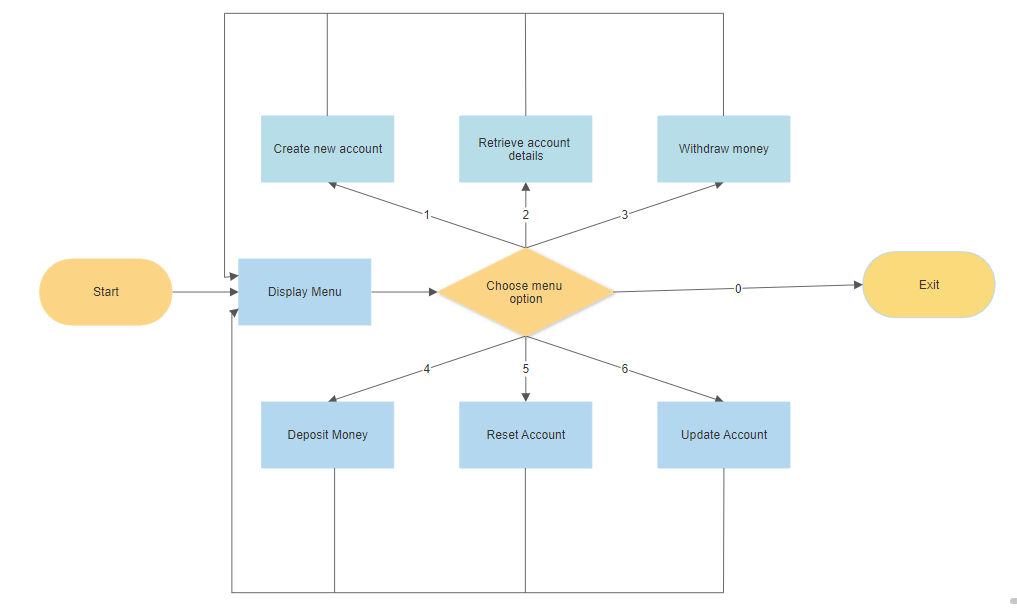 Create new account
Retrieve account
details
Withdraw money
1
2
3
Start
Display Menu
Choose menu
option
0
Exit
4
5
6
Deposit Money
Reset Account
Update Account